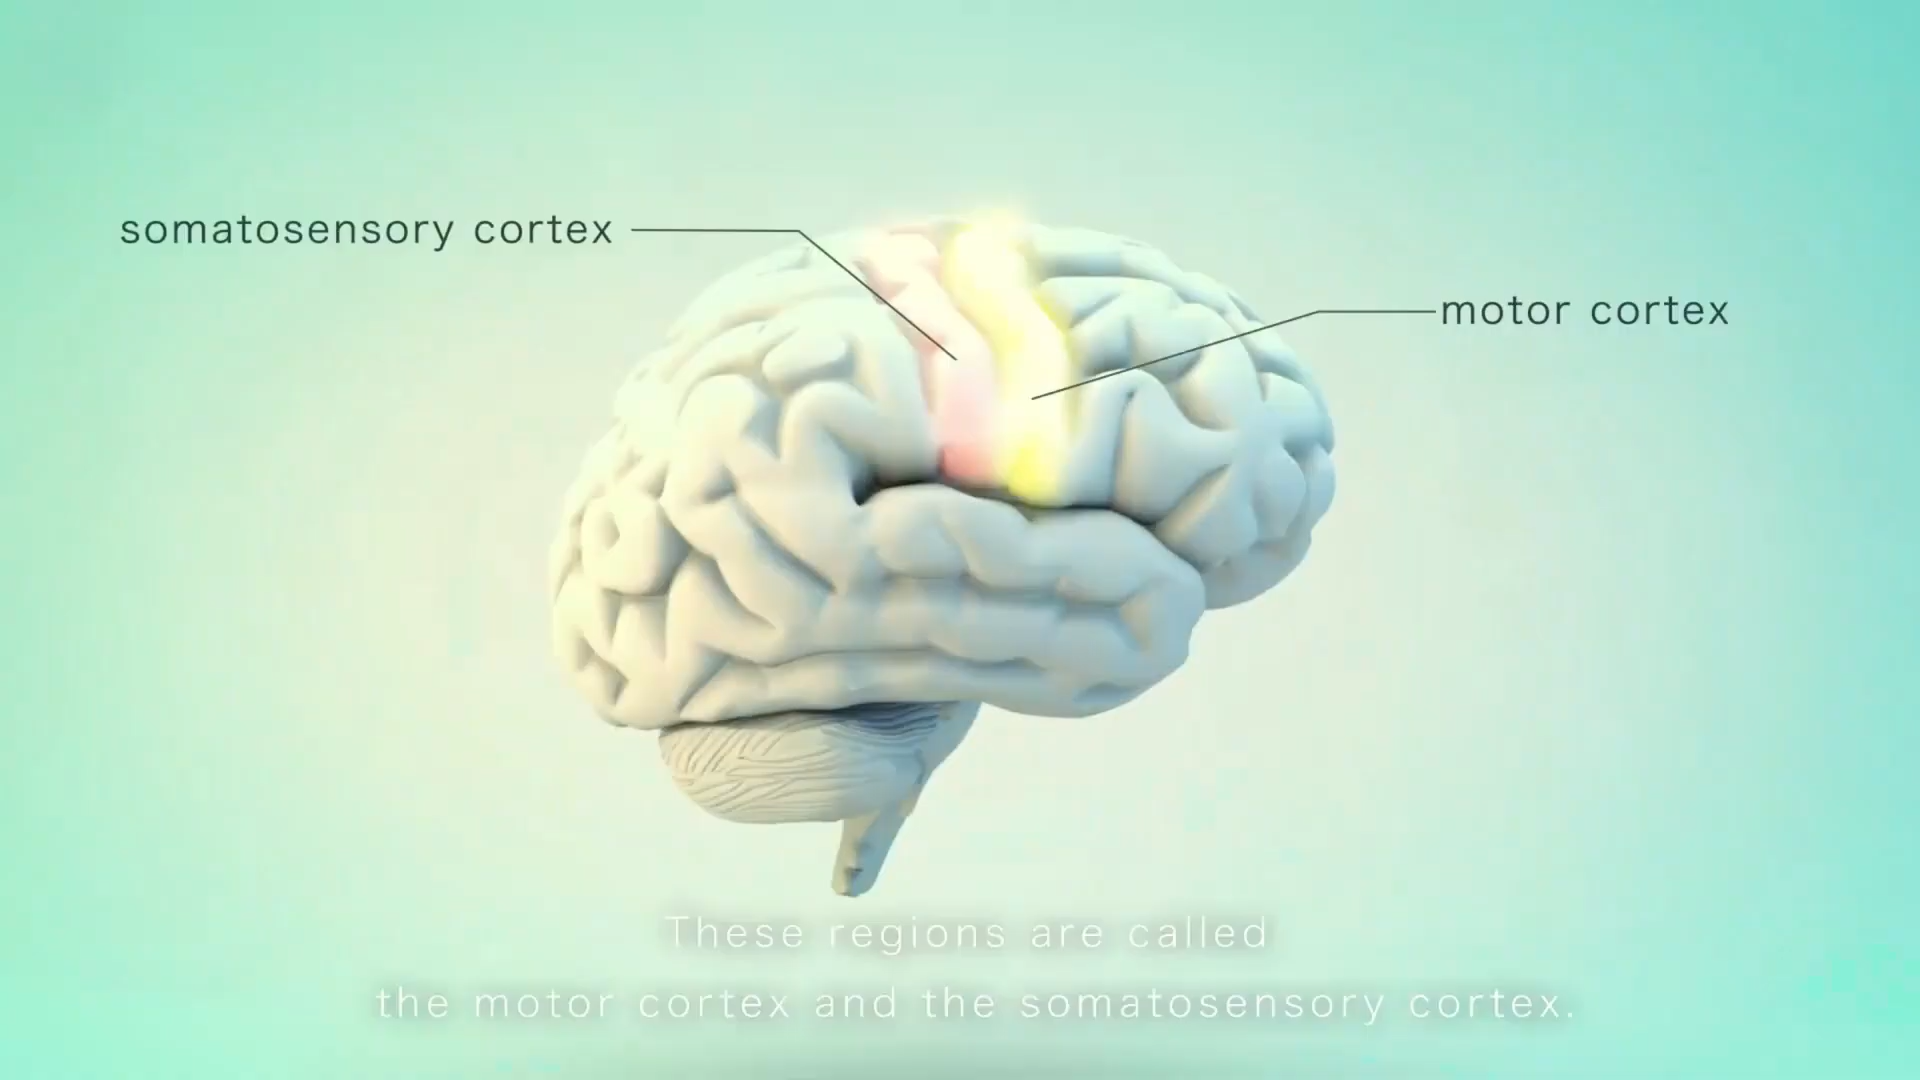 somatosensory cortex
motor cortex
These regions are called
the motor cortex and the somatosensory cortex.